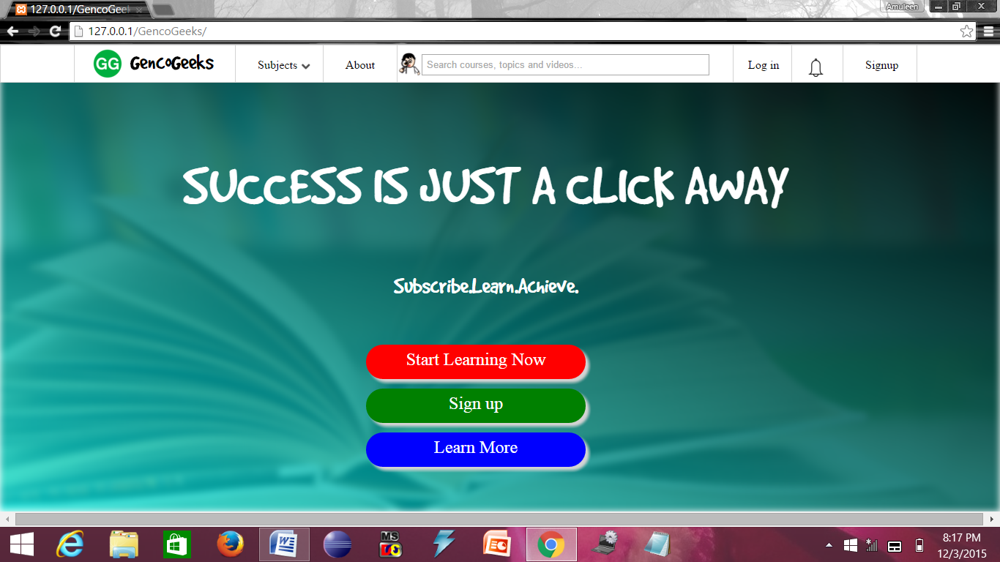 127.0.0.1/GencoGeek
Amuleen
127.0.0.1/GencoGeeks/
GG GencoGeeks Subjects About Search courses, topics and videos... Log in Signup
SUCCESS IS JUST A CLICK AWAY
Subscribe.Learn.Achieve.
Start Learning Now
Sign up
Learn More
MS
8:17 PM
12/3/2015